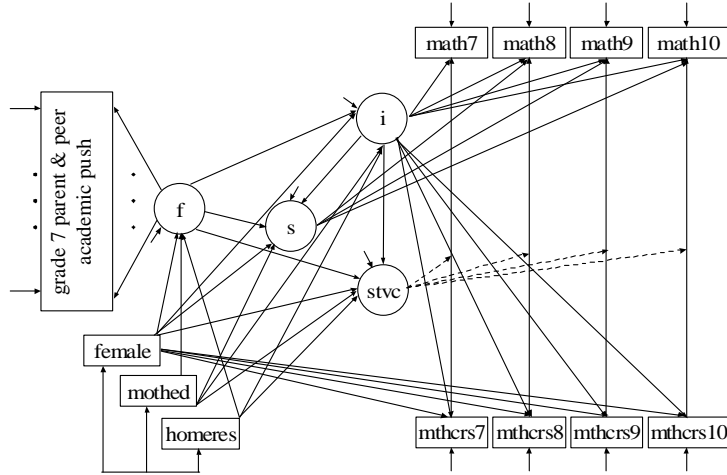 math7
math8
math9
math10
grade 7 parent & peer
academic push
f
i
s
stvc
female
mothed
homeres
mthcrs7
mthcrs8
mthcrs9
mthcrs10